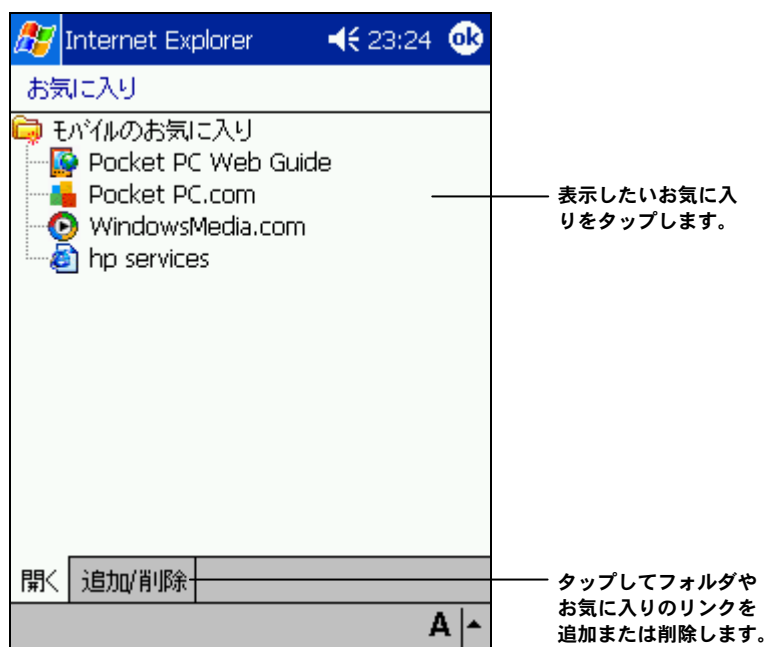 Internet Explorer 23:24 ok
お気に入り
モバイルのお気に入り
Pocket PC Web Guide
Pocket PC.com
WindowsMedia.com
hp services
表示したいお気に入
りをタップします。
開く 追加/削除
タップしてフォルダや
お気に入りのリンクを
追加または削除します。
A